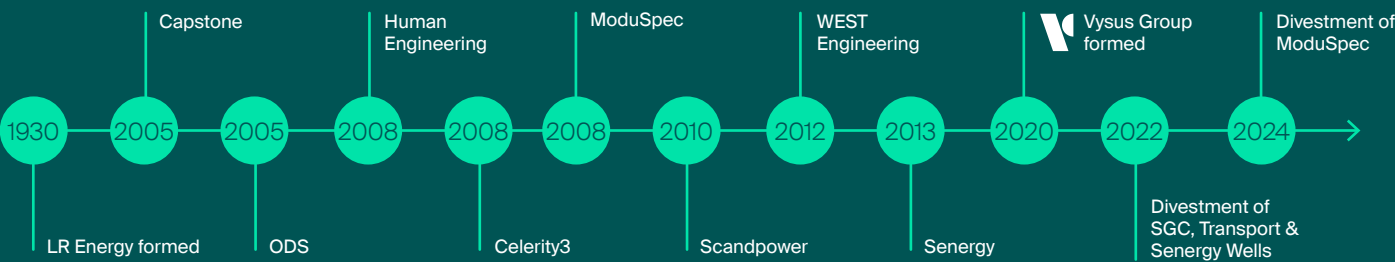 Capstone
Human
Engineering
ModuSpec
WEST
Engineering
Vysus Group
formed
Divestment of
ModuSpec
1930
2005
2005
2008
2008
2008
2010
2012
2013
2020
2022
2024
LR Energy formed
ODS
Celerity3
Scandpower
Senergy
Divestment of
SGC, Transport &
Senergy Wells